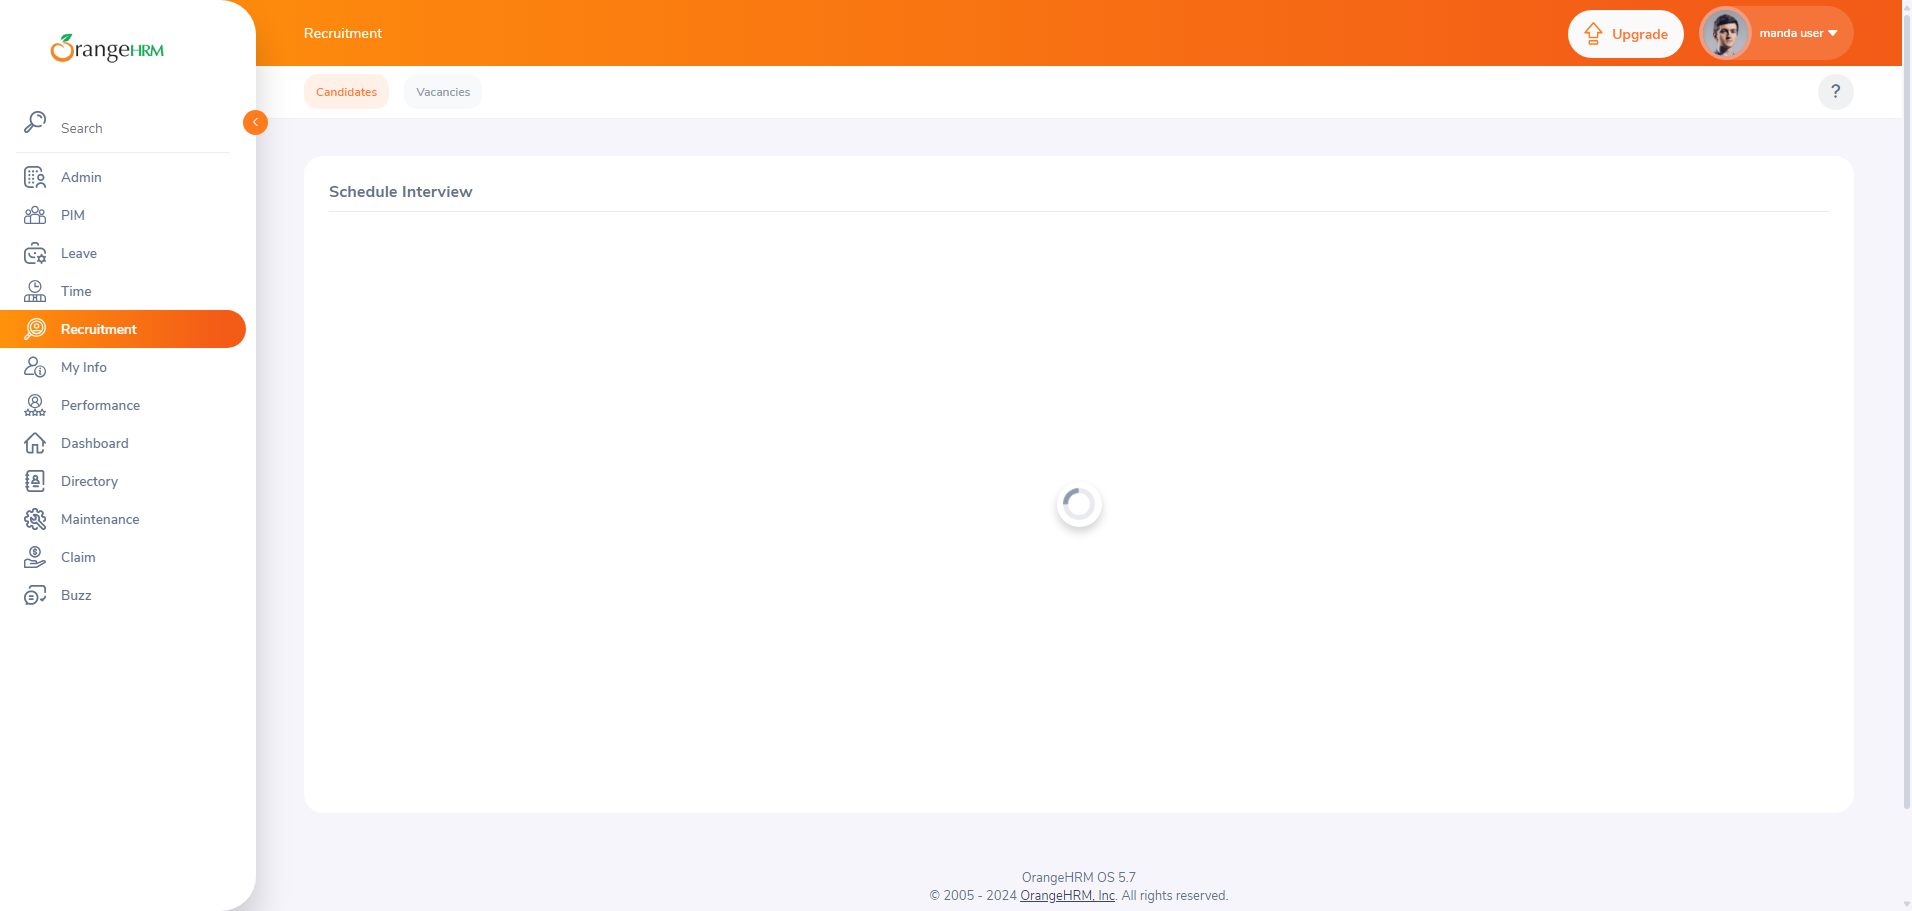 OrangeHRM
Search
Admin
PIM
Leave
Time
Recruitment
My Info
Performance
Dashboard
Directory
Maintenance
Claim
Buzz
Recruitment
Upgrade
manda user
Candidates
Vacancies
?
Schedule Interview
OrangeHRM OS 5.7
© 2005 - 2024 OrangeHRM, Inc. All rights reserved.